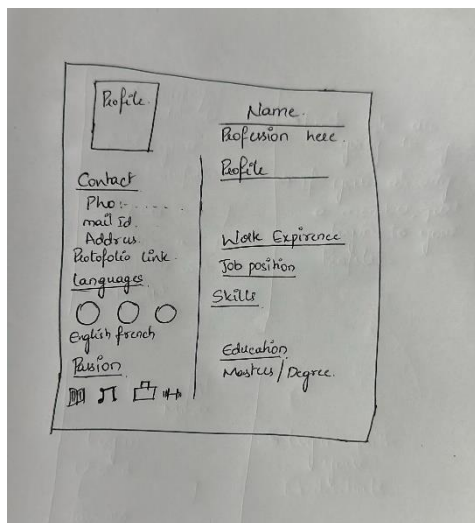 Profile.
Name.
Profession here.
Profile
Contact
Pho:- . . . . .
mail Id.
Address.
Protofolio link.
languages.
English french
Passion
Work Expirence
Job position
Skills
Education
Masters / Degree.